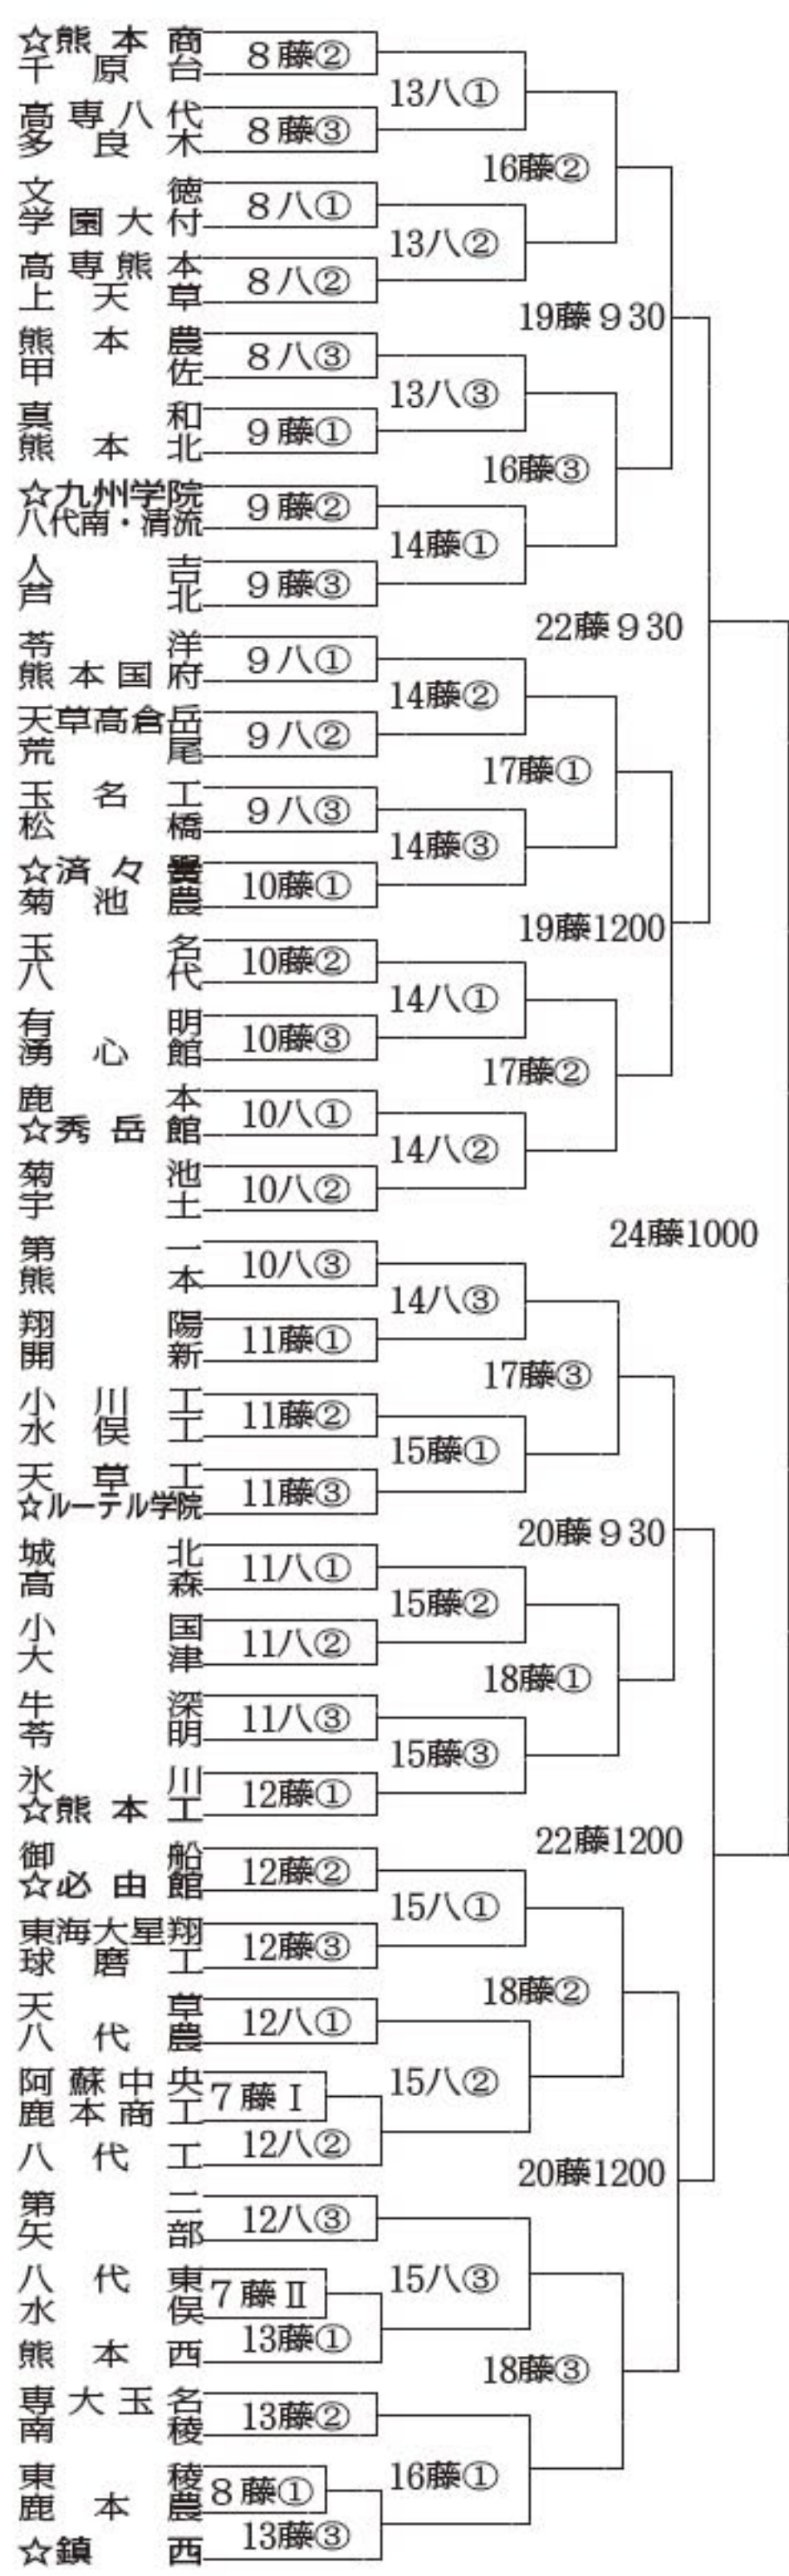 ☆熊本商
千原台
8藤②
13八①
高専八代
多良木
8藤③
16藤②
文徳
学園大付
8八①
13八②
高専熊本
上天草
8八②
19藤930
熊本農
甲佐
8八③
13八③
真和
熊本北
9藤①
16藤③
☆九州学院
八代南・清流
9藤②
14藤①
人吉
芦北
9藤③
22藤930
苓洋
熊本国府
9八①
14藤②
天草高倉岳
荒尾
9八②
17藤①
玉名工
松橋
9八③
14藤③
☆済々黌
菊池農
10藤①
19藤1200
玉名
八代
10藤②
14八①
有明
湧心館
10藤③
17藤②
鹿本
☆秀岳館
10八①
14八②
菊池
宇土
10八②
24藤1000
第一
熊本
10八③
14八③
翔陽
開新
11藤①
17藤③
小川工
水俣工
11藤②
15藤①
天草工
☆ルーテル学院
11藤③
20藤930
城北
高森
11八①
15藤②
小国
大津
11八②
18藤①
牛深
苓明
11八③
15藤③
氷川
☆熊本工
12藤①
22藤1200
御船
☆必由館
12藤②
15八①
東海大星翔
球磨工
12藤③
18藤②
天草
八代農
12八①
15八②
阿蘇中央
鹿本商工
7藤Ⅰ
八代工
12八②
20藤1200
第二
矢部
12八③
15八③
八代東
水俣
7藤Ⅱ
熊本西
13藤①
18藤③
専大玉名
南稜
13藤②
16藤①
東稜
鹿本農
8藤①
☆鎮西
13藤③